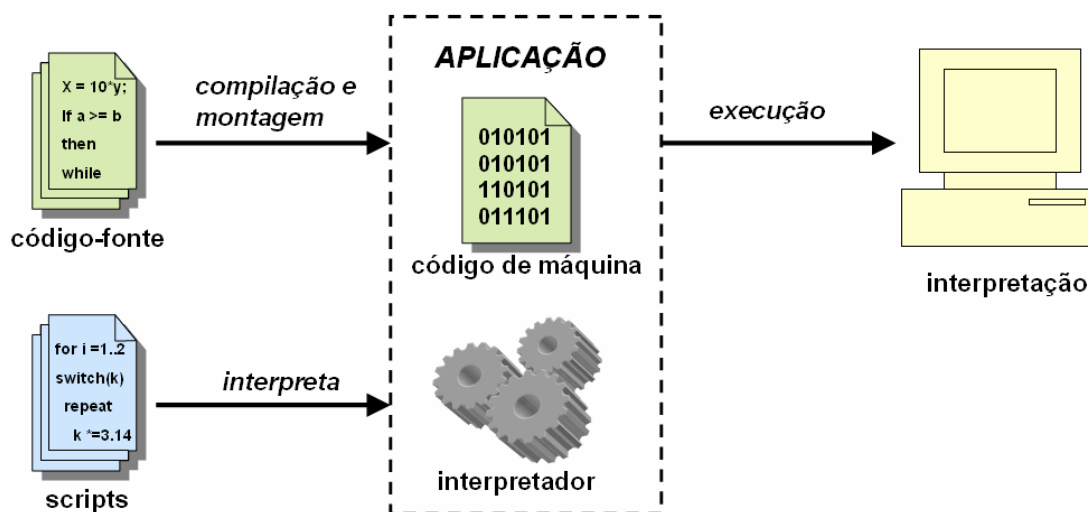 X = 10*y;
If a >= b
then
while
código-fonte
compilação e
montagem
APLICAÇÃO
010101
010101
110101
011101
código de máquina
execução
interpretação
for i =1..2
switch(k)
repeat
k *=3.14
scripts
interpreta
interpretador